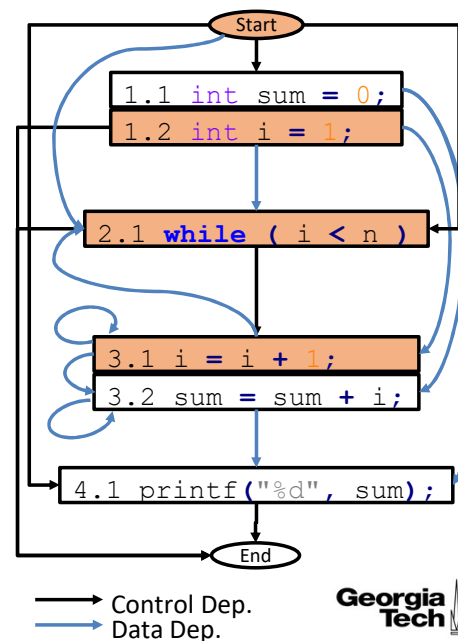 Start
1.1 int sum = 0;
1.2 int i = 1;
2.1 while ( i < n )
3.1 i = i + 1;
3.2 sum = sum + i;
4.1 printf("%d", sum);
End
Control Dep.
Data Dep.
Georgia
Tech